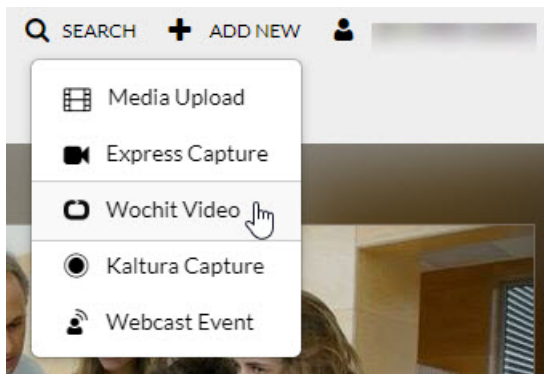 SEARCH ADD NEW
Media Upload
Express Capture
Wochit Video
Kaltura Capture
Webcast Event